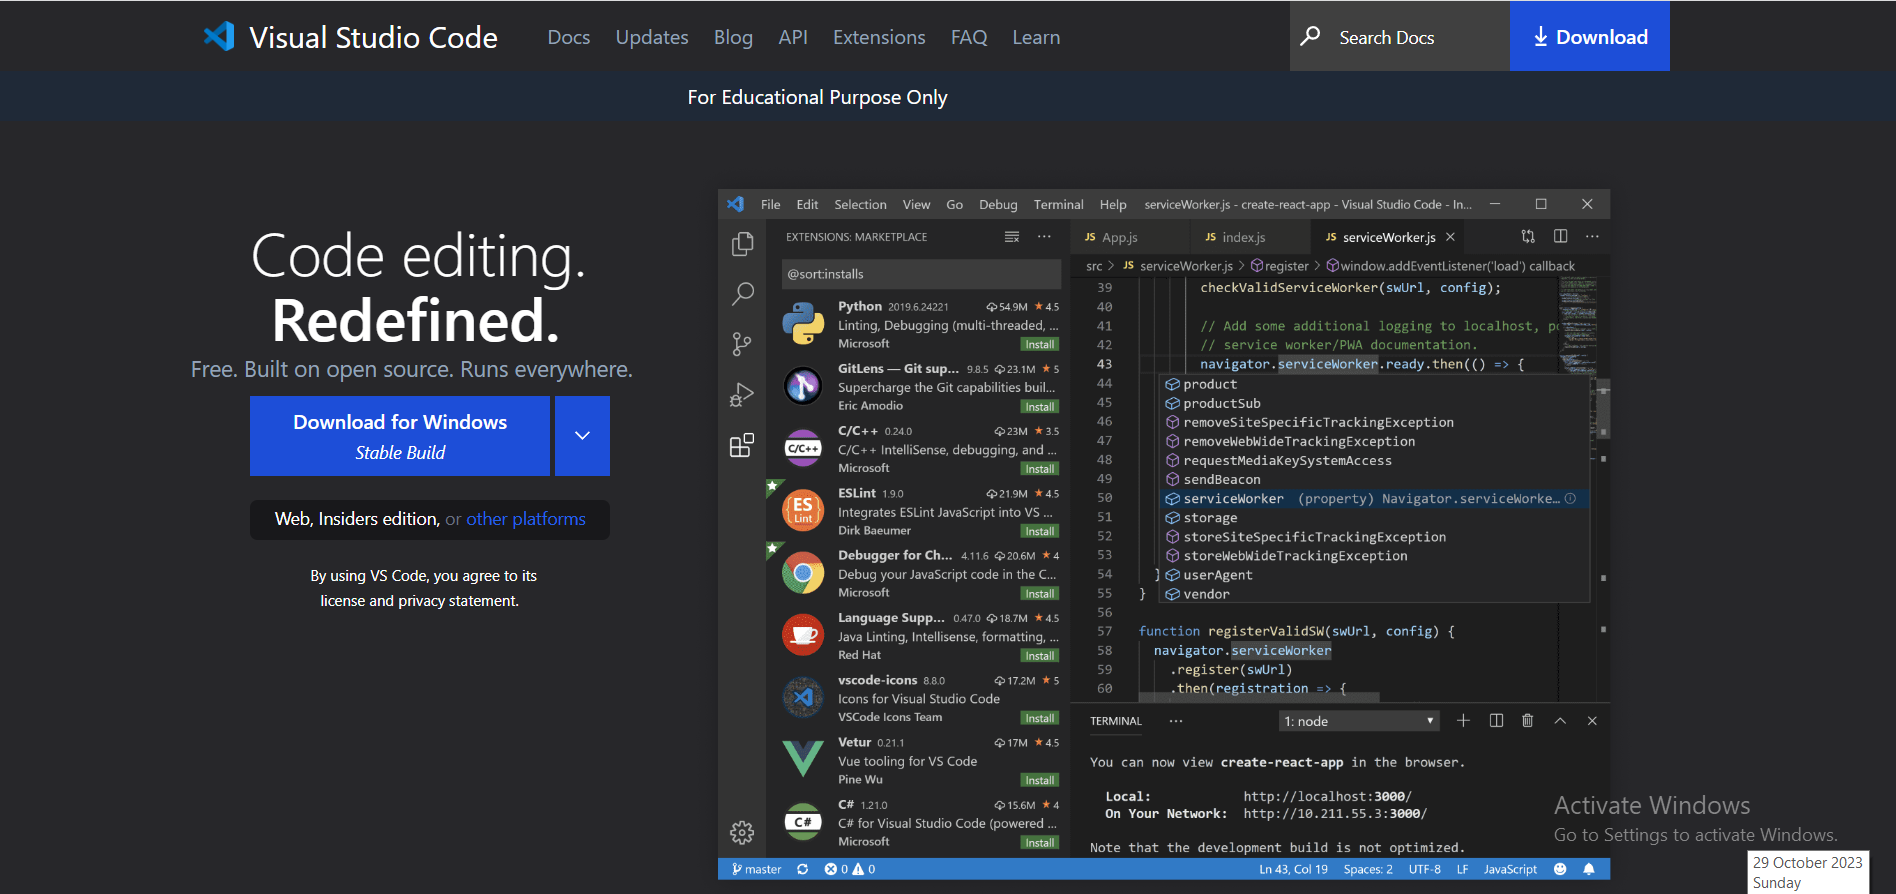 Visual Studio Code Docs Updates Blog API Extensions FAQ Learn Search Docs Download
For Educational Purpose Only
Code editing.
Redefined.
Free. Built on open source. Runs everywhere.
Download for Windows
Stable Build
Web, Insiders edition, or other platforms
By using VS Code, you agree to its
license and privacy statement.
File Edit Selection View Go Debug Terminal Help serviceWorker.js - create-react-app - Visual Studio Code - In...
EXTENSIONS: MARKETPLACE
@sort:installs
Python 2019.6.24221 54.9M ★ 4.5
Linting, Debugging (multi-threaded, ...
Microsoft Install
GitLens — Git sup... 9.8.5 23.1M ★ 5
Supercharge the Git capabilities buil...
Eric Amodio Install
C/C++
C/C++ 0.24.0 23M ★ 3.5
C/C++ IntelliSense, debugging, and ...
Microsoft Install
ES
Lint
ESLint 1.9.0 21.9M ★ 4.5
Integrates ESLint JavaScript into VS ...
Dirk Baeumer Install
Debugger for Ch... 4.11.6 20.6M ★ 4
Debug your JavaScript code in the C...
Microsoft Install
Language Supp... 0.47.0 18.7M ★ 4.5
Java Linting, Intellisense, formatting, ...
Red Hat Install
vscode-icons 8.8.0 17.2M ★ 5
Icons for Visual Studio Code
VSCode Icons Team Install
Vetur 0.21.1 17M ★ 4.5
Vue tooling for VS Code
Pine Wu Install
C#
C# 1.21.0 15.6M ★ 4
C# for Visual Studio Code (powered ...
Microsoft Install
JS App.js JS index.js JS serviceWorker.js
src > JS serviceWorker.js > register > window.addEventListener('load') callback
39 checkValidServiceWorker(swUrl, config);
40
41 // Add some additional logging to localhost, po
42 // service worker/PWA documentation.
43 navigator.serviceWorker.ready.then(() => {
44 product
45 productSub
46 removeSiteSpecificTrackingException
47 removeWebWideTrackingException
48 requestMediaKeySystemAccess
49 sendBeacon
50 serviceWorker (property) Navigator.serviceWorke...
51 storage
52 storeSiteSpecificTrackingException
53 storeWebWideTrackingException
54 } userAgent
55 } vendor
56
57 function registerValidSW(swUrl, config) {
58 navigator.serviceWorker
59 .register(swUrl)
60 .then(registration => {
TERMINAL ... 1: node
You can now view create-react-app in the browser.
Local: http://localhost:3000/
On Your Network: http://10.211.55.3:3000/
Note that the development build is not optimized.
master 0 0 Ln 43, Col 19 Spaces: 2 UTF-8 LF JavaScript
Activate Windows
Go to Settings to activate Windows.
29 October 2023
Sunday